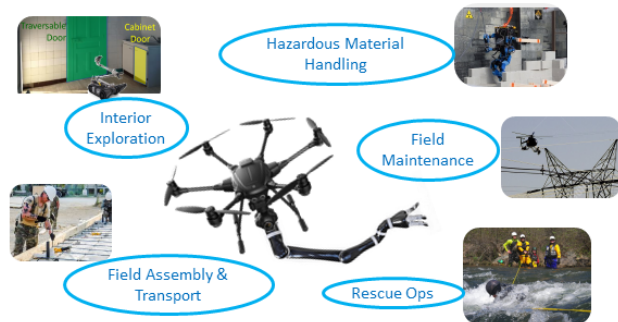 Traversable
Door
Cabinet
Door
Hazardous Material
Handling
Interior
Exploration
Field
Maintenance
Field Assembly &
Transport
Rescue Ops